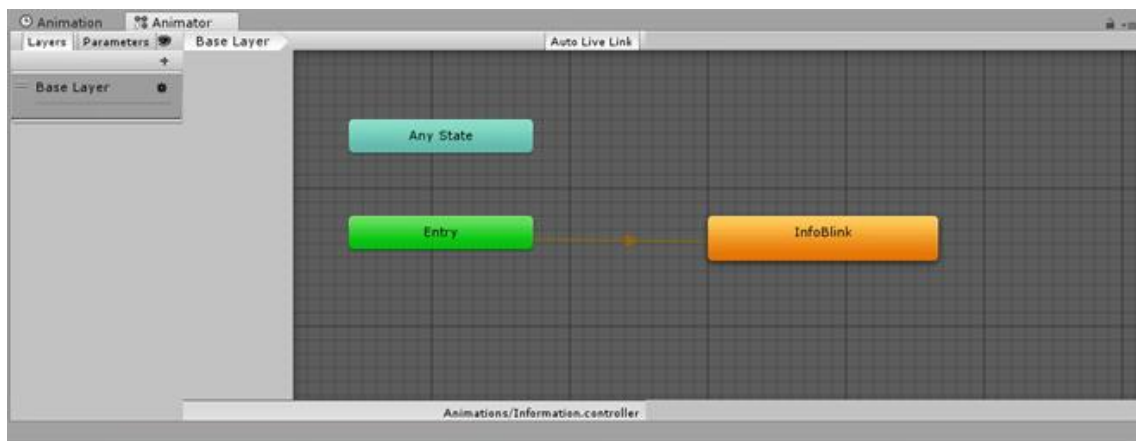 Animation Animator
Layers Parameters Base Layer Auto Live Link
+
Base Layer
Any State
Entry
InfoBlink
Animations/Information.controller